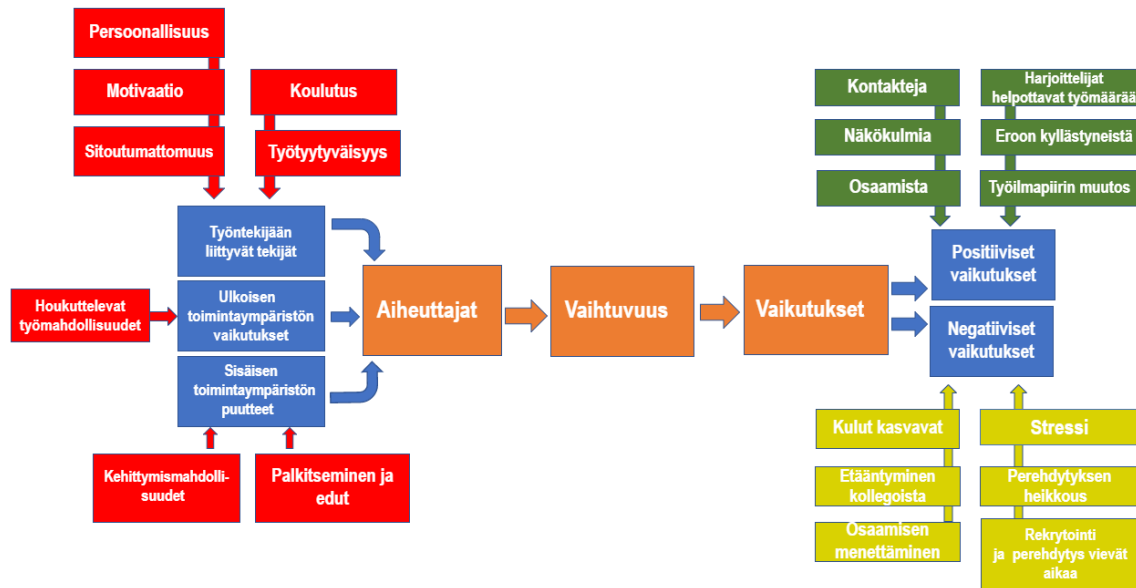 Persoonallisuus
Motivaatio
Koulutus
Sitoutumattomuus
Työtyytyväisyys
Työntekijään
liittyvät tekijät
Houkuttelevat
työmahdollisuudet
Ulkoisen
toimintaympäristön
vaikutukset
Sisäisen
toimintaympäristön
puutteet
Kehittymismahdolli-
suudet
Palkitseminen ja
edut
Aiheuttajat
Vaihtuvuus
Vaikutukset
Kontakteja
Harjoittelijat
helpottavat työmäärää
Näkökulmia
Eroon kyllästyneistä
Osaamista
Työilmapiirin muutos
Positiiviset
vaikutukset
Negatiiviset
vaikutukset
Kulut kasvavat
Stressi
Etääntyminen
kollegoista
Perehdytyksen
heikkous
Osaamisen
menettäminen
Rekrytointi
ja perehdytys vievät
aikaa